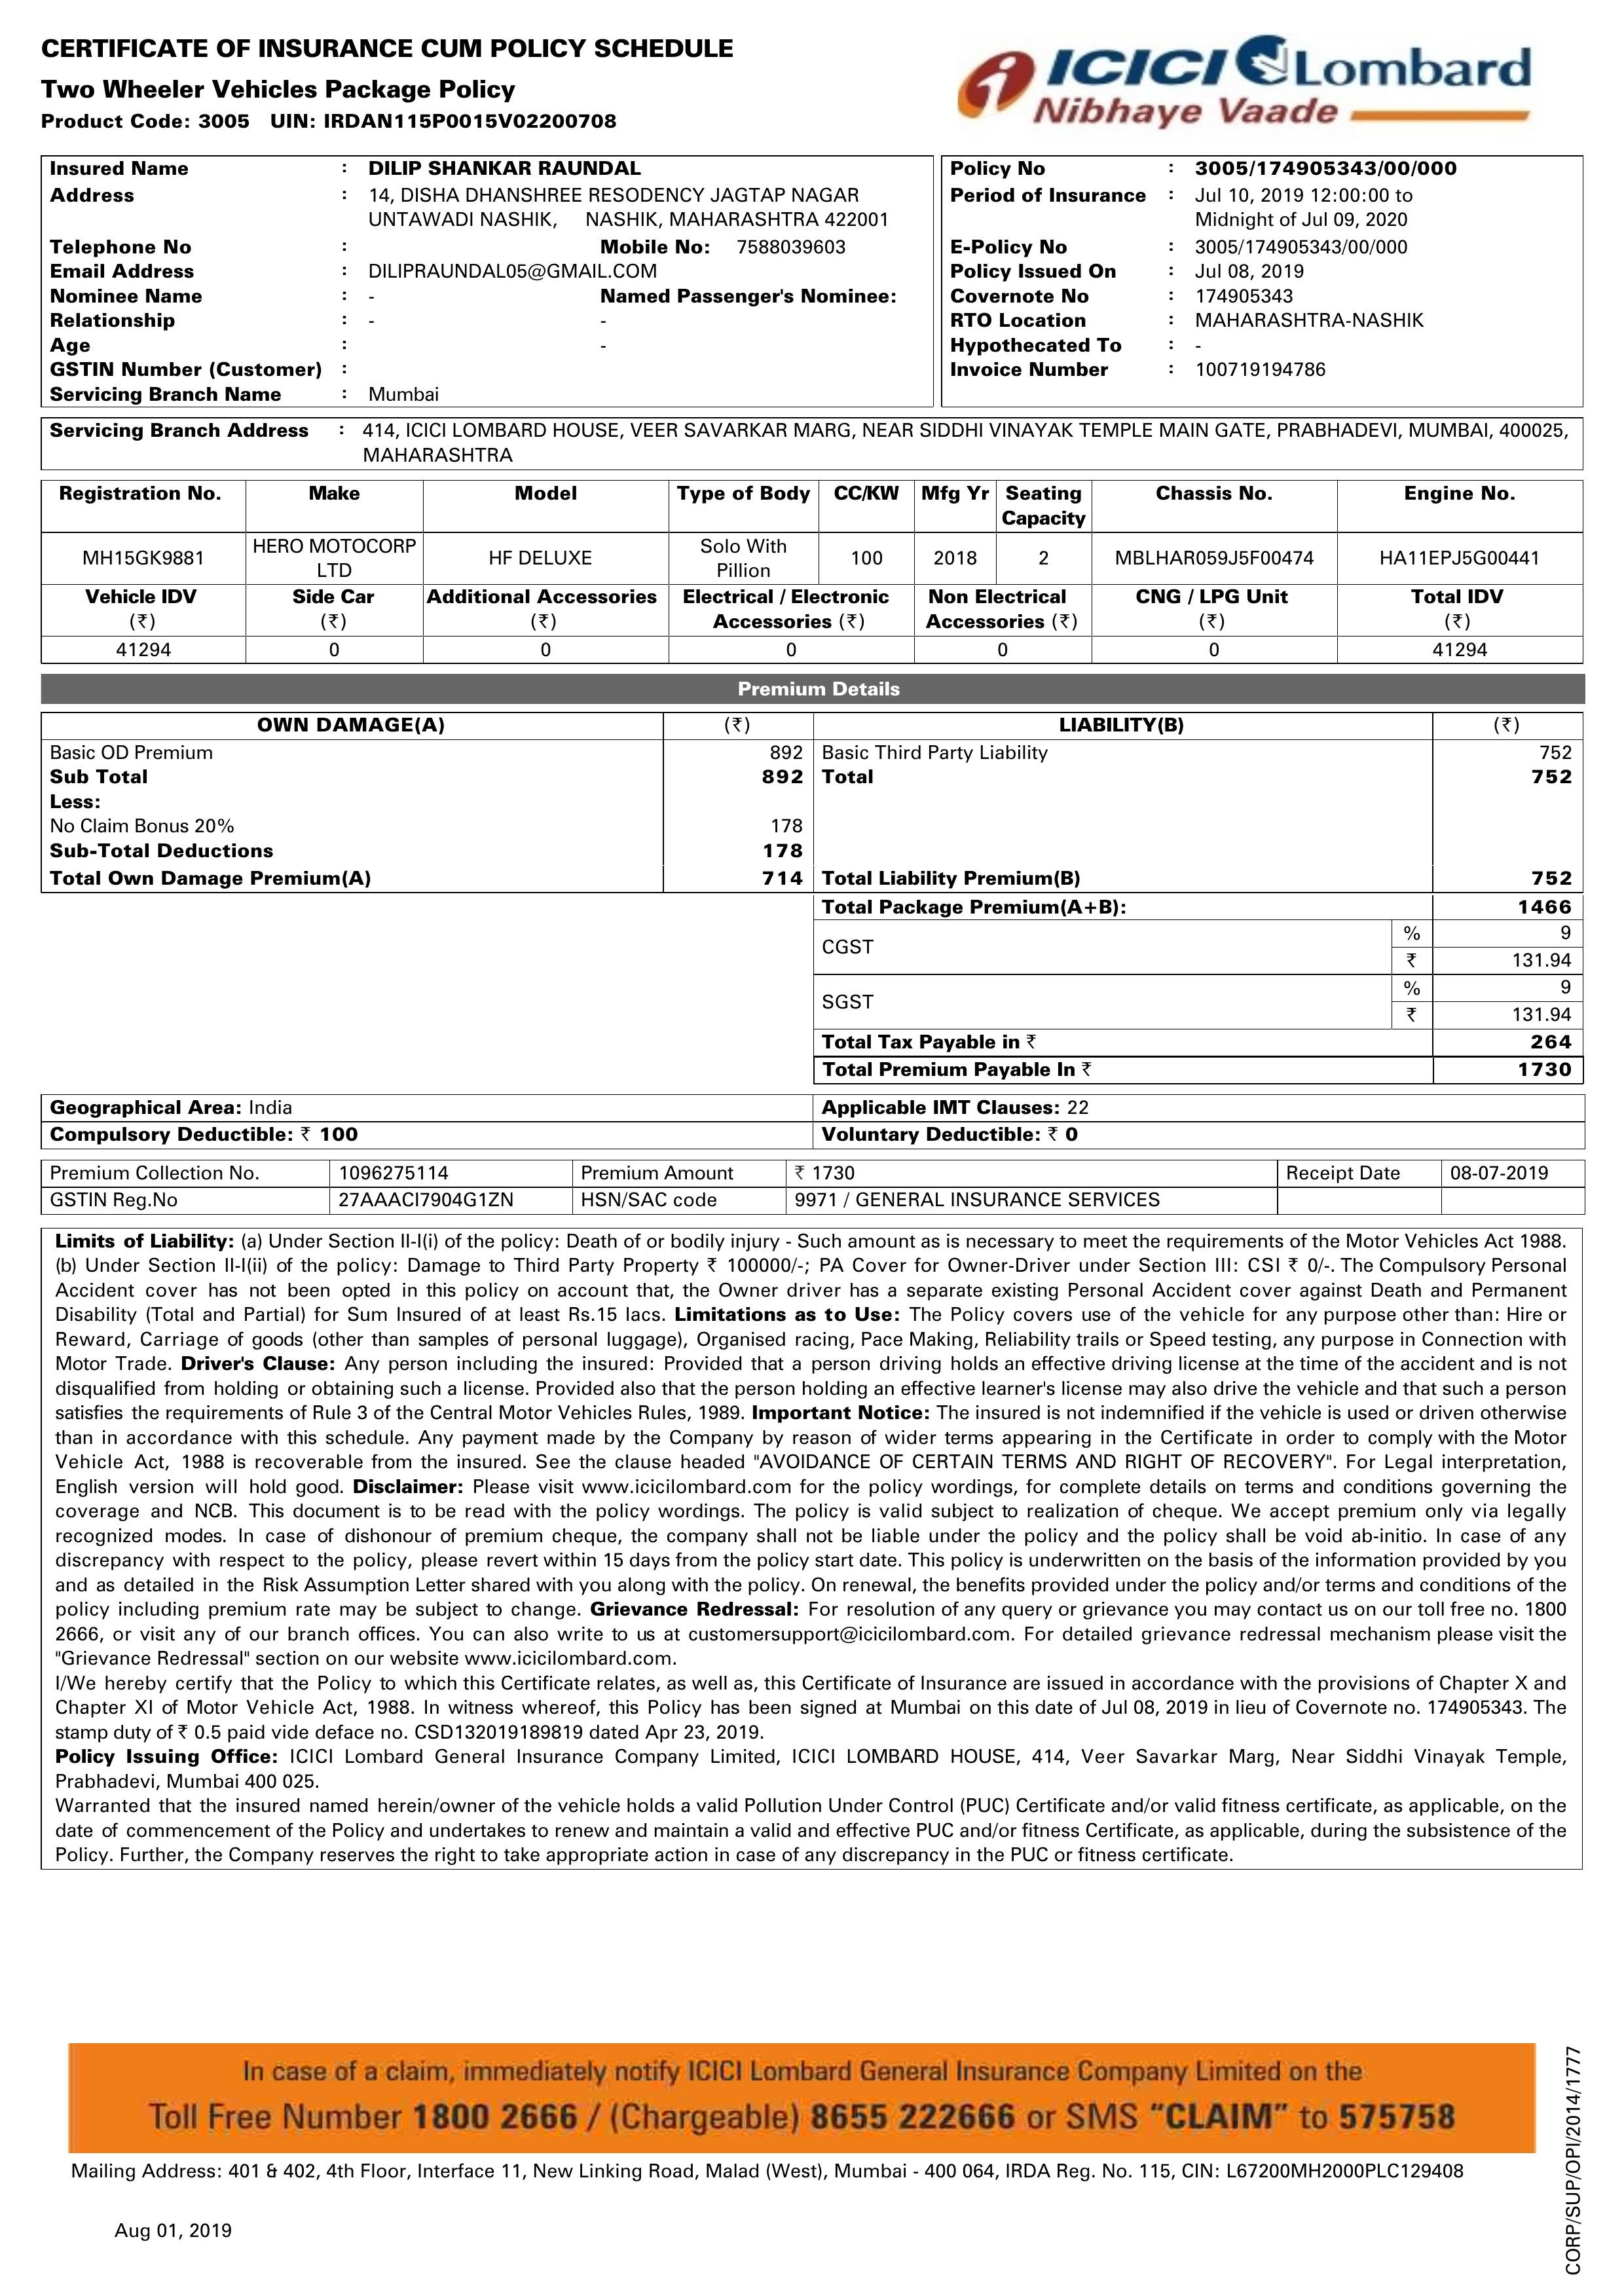 CERTIFICATE OF INSURANCE CUM POLICY SCHEDULE
Two Wheeler Vehicles Package Policy
Product Code: 3005 UIN: IRDAN115P0015V02200708
ICICI Lombard
Nibhaye Vaade
Insured Name : DILIP SHANKAR RAUNDAL
Address : 14, DISHA DHANSHREE RESODENCY JAGTAP NAGAR
UNTAWADI NASHIK, NASHIK, MAHARASHTRA 422001
Telephone No : Mobile No: 7588039603
Email Address : DILIPRAUNDAL05@GMAIL.COM
Nominee Name : - Named Passenger's Nominee:
Relationship : - -
Age : -
GSTIN Number (Customer) :
Servicing Branch Name : Mumbai
Policy No : 3005/174905343/00/000
Period of Insurance : Jul 10, 2019 12:00:00 to
Midnight of Jul 09, 2020
E-Policy No : 3005/174905343/00/000
Policy Issued On : Jul 08, 2019
Covernote No : 174905343
RTO Location : MAHARASHTRA-NASHIK
Hypothecated To : -
Invoice Number : 100719194786
Servicing Branch Address : 414, ICICI LOMBARD HOUSE, VEER SAVARKAR MARG, NEAR SIDDHI VINAYAK TEMPLE MAIN GATE, PRABHADEVI, MUMBAI, 400025,
MAHARASHTRA
Registration No. Make Model Type of Body CC/KW Mfg Yr Seating Capacity Chassis No. Engine No.
MH15GK9881 HERO MOTOCORP LTD HF DELUXE Solo With Pillion 100 2018 2 MBLHAR059J5F00474 HA11EPJ5G00441
Vehicle IDV (₹) Side Car (₹) Additional Accessories (₹) Electrical / Electronic Accessories (₹) Non Electrical Accessories (₹) CNG / LPG Unit (₹) Total IDV (₹)
41294 0 0 0 0 0 41294
Premium Details
OWN DAMAGE(A) (₹) LIABILITY(B) (₹)
Basic OD Premium 892 Basic Third Party Liability 752
Sub Total 892 Total 752
Less:
No Claim Bonus 20% 178
Sub-Total Deductions 178
Total Own Damage Premium(A) 714 Total Liability Premium(B) 752
Total Package Premium(A+B): 1466
CGST % 9
₹ 131.94
SGST % 9
₹ 131.94
Total Tax Payable in ₹ 264
Total Premium Payable In ₹ 1730
Geographical Area: India Applicable IMT Clauses: 22
Compulsory Deductible: ₹ 100 Voluntary Deductible: ₹ 0
Premium Collection No. 1096275114 Premium Amount ₹ 1730 Receipt Date 08-07-2019
GSTIN Reg.No 27AAACI7904G1ZN HSN/SAC code 9971 / GENERAL INSURANCE SERVICES
Limits of Liability: (a) Under Section II-I(i) of the policy: Death of or bodily injury - Such amount as is necessary to meet the requirements of the Motor Vehicles Act 1988.
(b) Under Section II-I(ii) of the policy: Damage to Third Party Property ₹ 100000/-; PA Cover for Owner-Driver under Section III: CSI ₹ 0/-. The Compulsory Personal
Accident cover has not been opted in this policy on account that, the Owner driver has a separate existing Personal Accident cover against Death and Permanent
Disability (Total and Partial) for Sum Insured of at least Rs.15 lacs. Limitations as to Use: The Policy covers use of the vehicle for any purpose other than: Hire or
Reward, Carriage of goods (other than samples of personal luggage), Organised racing, Pace Making, Reliability trails or Speed testing, any purpose in Connection with
Motor Trade. Driver's Clause: Any person including the insured: Provided that a person driving holds an effective driving license at the time of the accident and is not
disqualified from holding or obtaining such a license. Provided also that the person holding an effective learner's license may also drive the vehicle and that such a person
satisfies the requirements of Rule 3 of the Central Motor Vehicles Rules, 1989. Important Notice: The insured is not indemnified if the vehicle is used or driven otherwise
than in accordance with this schedule. Any payment made by the Company by reason of wider terms appearing in the Certificate in order to comply with the Motor
Vehicle Act, 1988 is recoverable from the insured. See the clause headed "AVOIDANCE OF CERTAIN TERMS AND RIGHT OF RECOVERY". For Legal interpretation,
English version will hold good. Disclaimer: Please visit www.icicilombard.com for the policy wordings, for complete details on terms and conditions governing the
coverage and NCB. This document is to be read with the policy wordings. The policy is valid subject to realization of cheque. We accept premium only via legally
recognized modes. In case of dishonour of premium cheque, the company shall not be liable under the policy and the policy shall be void ab-initio. In case of any
discrepancy with respect to the policy, please revert within 15 days from the policy start date. This policy is underwritten on the basis of the information provided by you
and as detailed in the Risk Assumption Letter shared with you along with the policy. On renewal, the benefits provided under the policy and/or terms and conditions of the
policy including premium rate may be subject to change. Grievance Redressal: For resolution of any query or grievance you may contact us on our toll free no. 1800
2666, or visit any of our branch offices. You can also write to us at customersupport@icicilombard.com. For detailed grievance redressal mechanism please visit the
"Grievance Redressal" section on our website www.icicilombard.com.
I/We hereby certify that the Policy to which this Certificate relates, as well as, this Certificate of Insurance are issued in accordance with the provisions of Chapter X and
Chapter XI of Motor Vehicle Act, 1988. In witness whereof, this Policy has been signed at Mumbai on this date of Jul 08, 2019 in lieu of Covernote no. 174905343. The
stamp duty of ₹ 0.5 paid vide deface no. CSD132019189819 dated Apr 23, 2019.
Policy Issuing Office: ICICI Lombard General Insurance Company Limited, ICICI LOMBARD HOUSE, 414, Veer Savarkar Marg, Near Siddhi Vinayak Temple,
Prabhadevi, Mumbai 400 025.
Warranted that the insured named herein/owner of the vehicle holds a valid Pollution Under Control (PUC) Certificate and/or valid fitness certificate, as applicable, on the
date of commencement of the Policy and undertakes to renew and maintain a valid and effective PUC and/or fitness Certificate, as applicable, during the subsistence of the
Policy. Further, the Company reserves the right to take appropriate action in case of any discrepancy in the PUC or fitness certificate.
In case of a claim, immediately notify ICICI Lombard General Insurance Company Limited on the
Toll Free Number 1800 2666 / (Chargeable) 8655 222666 or SMS “CLAIM” to 575758
Mailing Address: 401 & 402, 4th Floor, Interface 11, New Linking Road, Malad (West), Mumbai - 400 064, IRDA Reg. No. 115, CIN: L67200MH2000PLC129408
Aug 01, 2019
CORP/SUP/OPI/2014/1777